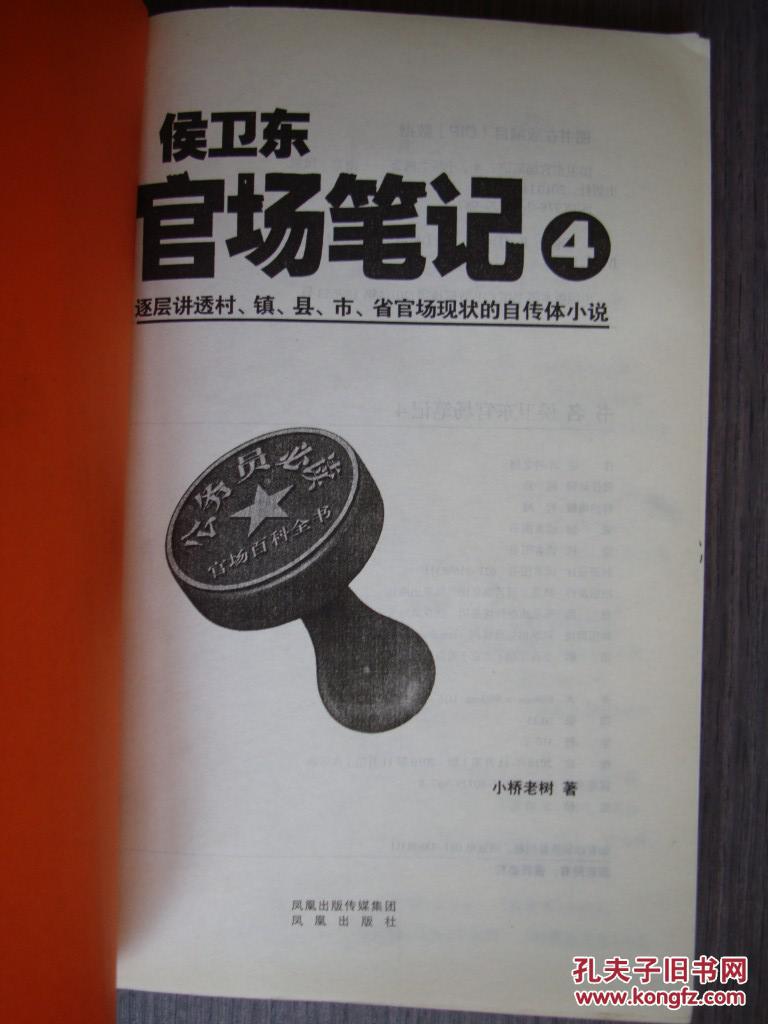 侯卫东
官场笔记4
逐层讲透村、镇、县、市、省官场现状的自传体小说
公务员必读
官场百科全书
小桥老树 著
凤凰出版传媒集团
凤凰出版社
孔夫子旧书网
www.kongfz.com